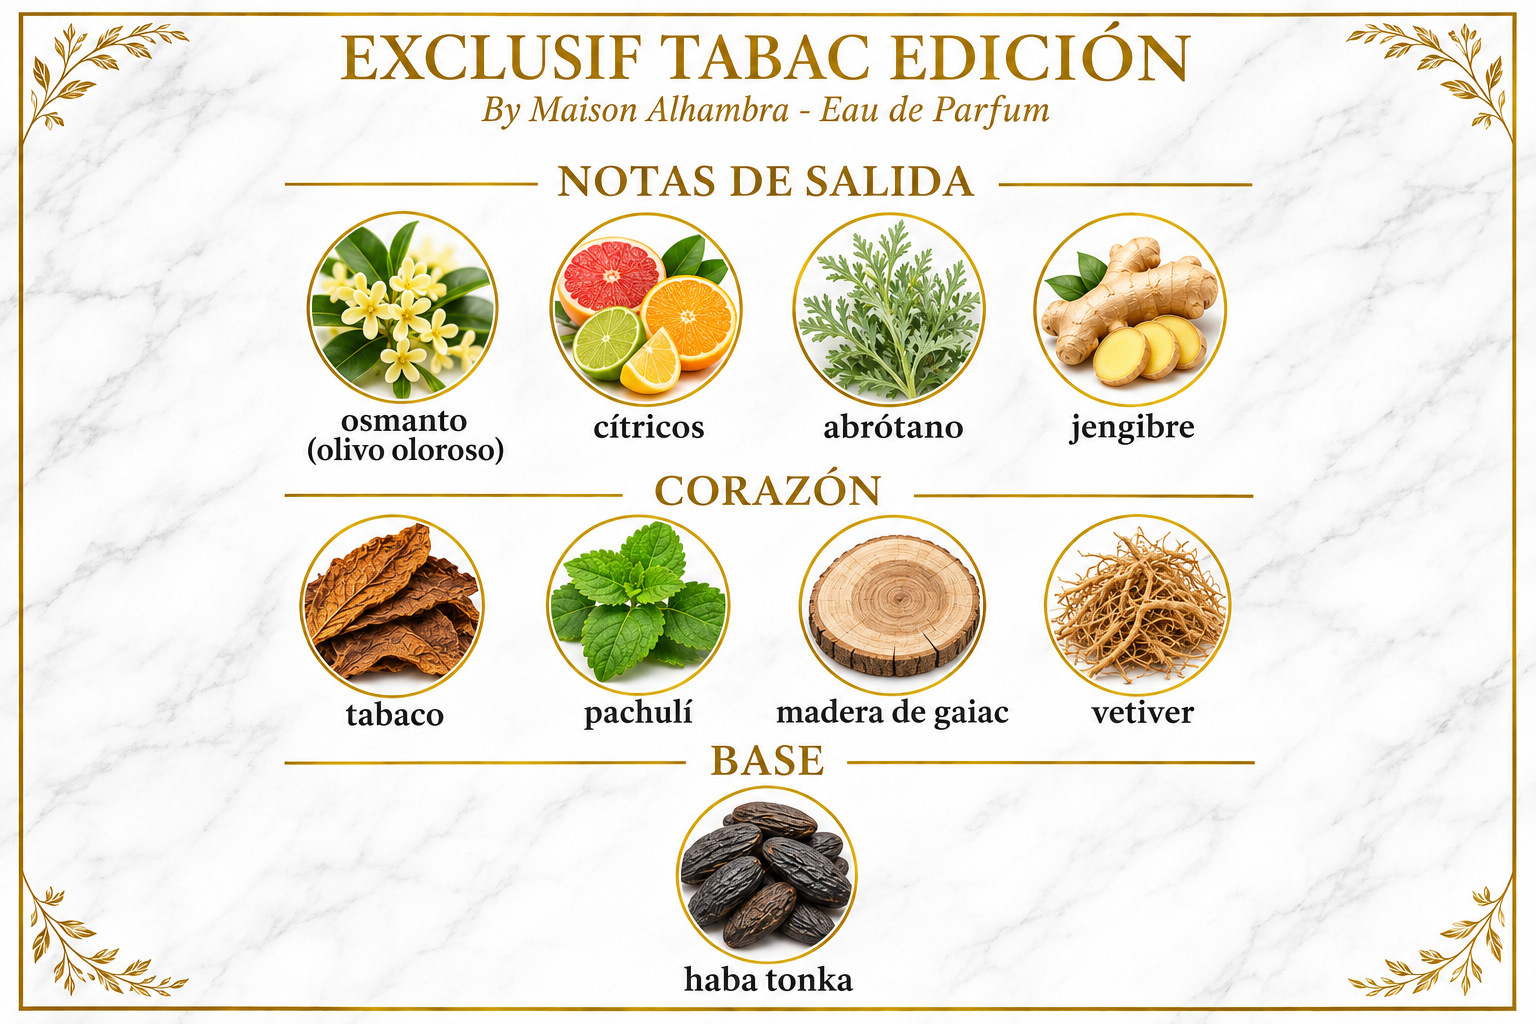 EXCLUSIF TABAC EDICIÓN
By Maison Alhambra - Eau de Parfum
NOTAS DE SALIDA
osmanto
(olivo oloroso)
cítricos
abrótano
jengibre
CORAZÓN
tabaco
pachulí
madera de gaiac
vetiver
BASE
haba tonka